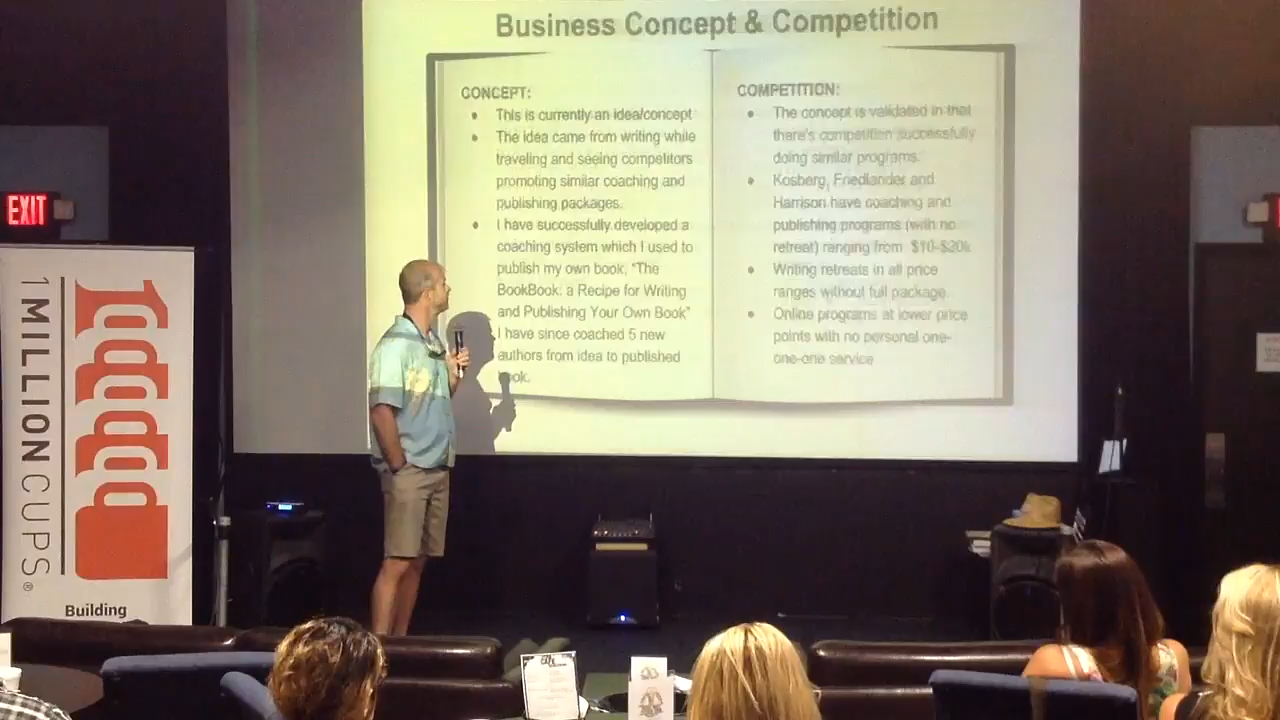 Business Concept & Competition
CONCEPT:
• This is currently an idea/concept
• The idea came from writing while
traveling and seeing competitors
promoting similar coaching and
publishing packages.
• I have successfully developed a
coaching system which I used to
publish my own book, "The
BookBook: a Recipe for Writing
and Publishing Your Own Book"
I have since coached 5 new
authors from idea to published
book.
COMPETITION:
• The concept is validated in that
there's competition successfully
doing similar programs.
• Kosberg, Friedlander and
Harrison have coaching and
publishing programs (with no
retreat) ranging from $10-$20k
• Writing retreats in all price
ranges without full package
• Online programs at lower price
points with no personal one-
one-one service
EXIT
1MILLIONCUPS®
Building